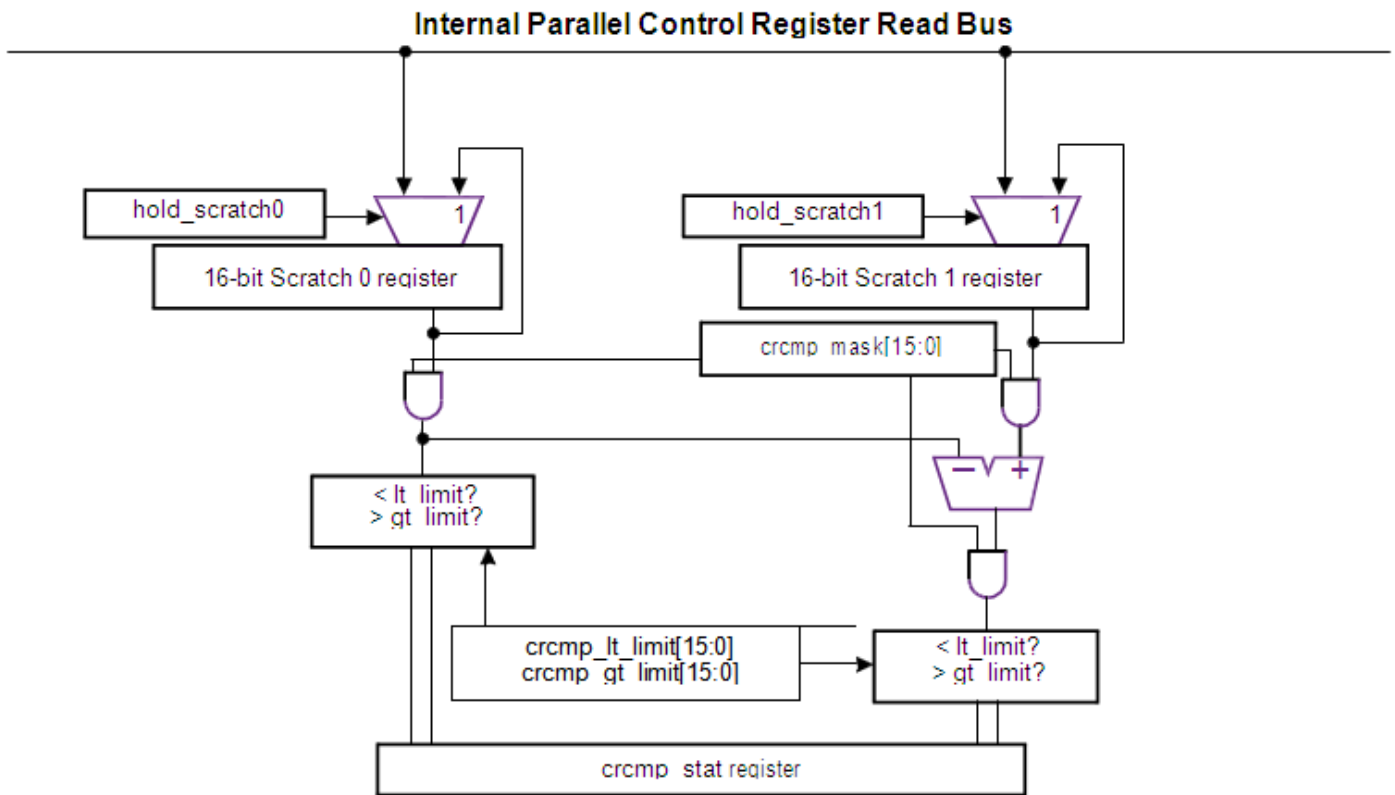 Internal Parallel Control Register Read Bus
hold_scratch0
1
hold_scratch1
1
16-bit Scratch 0 register
16-bit Scratch 1 register
crcmp_mask[15:0]
− +
< lt_limit?
> gt_limit?
crcmp_lt_limit[15:0]
crcmp_gt_limit[15:0]
< lt_limit?
> gt_limit?
crcmp_stat register